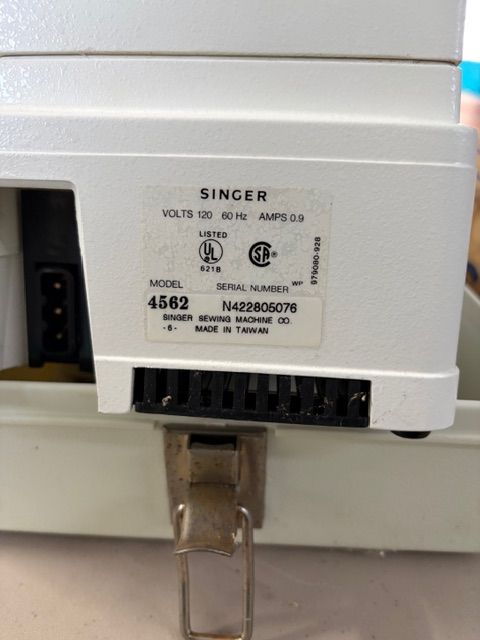 SINGER
VOLTS 120 60 Hz AMPS 0.9
LISTED
UL
621B
SA
®
979080-928
MODEL SERIAL NUMBER WP
4562 N422805076
SINGER SEWING MACHINE CO.
-6- MADE IN TAIWAN